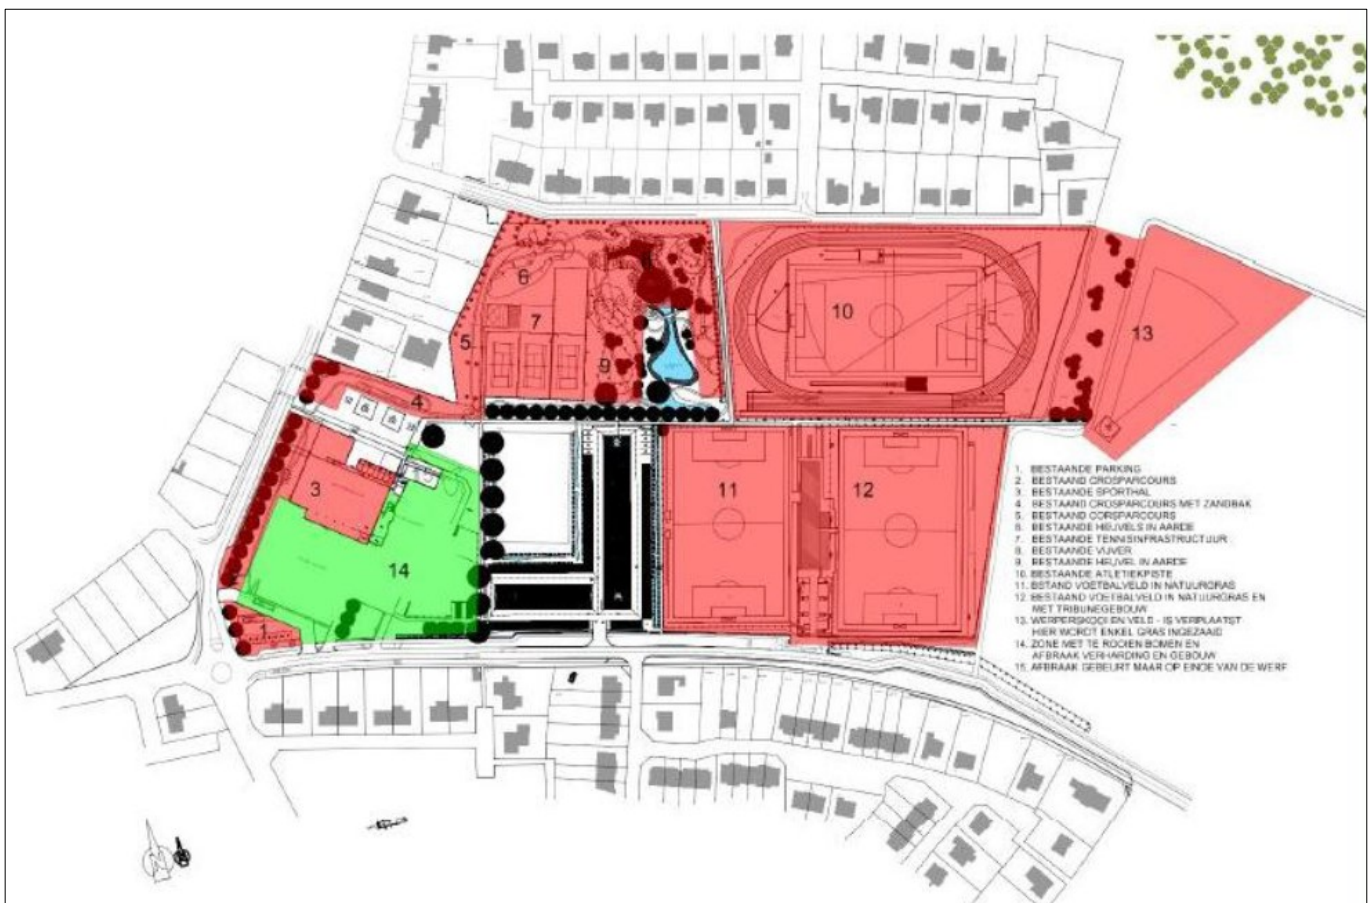 6
7
5
9
10
13
4
3
11
12
14
1
1. BESTAANDE PARKING
2. BESTAAND CROSPARCOURS
3. BESTAANDE SPORTHAL
4. BESTAAND CROSPARCOURS MET ZANDBAK
5. BESTAAND CORSPARCOURS
6. BESTAANDE HEUVELS IN AARDE
7. BESTAANDE TENNISINFRASTRUCTUUR
8. BESTAANDE VIJVER
9. BESTAANDE HEUVEL IN AARDE
10. BESTAANDE ATLETIEKPISTE
11. BSTAND VOETBALVELD IN NATUURGRAS
12. BESTAAND VOETBALVELD IN NATUURGRAS EN
MET TRIBUNEGEBOUW
13. WERPERSKOOI EN VELD - IS VERPLAATST
HIER WORDT ENKEL GRAS INGEZAAID
14. ZONE MET TE ROOIEN BOMEN EN
AFBRAAK VERHARDING EN GEBOUW
15. AFBRAAK GEBEURT MAAR OP EINDE VAN DE WERF